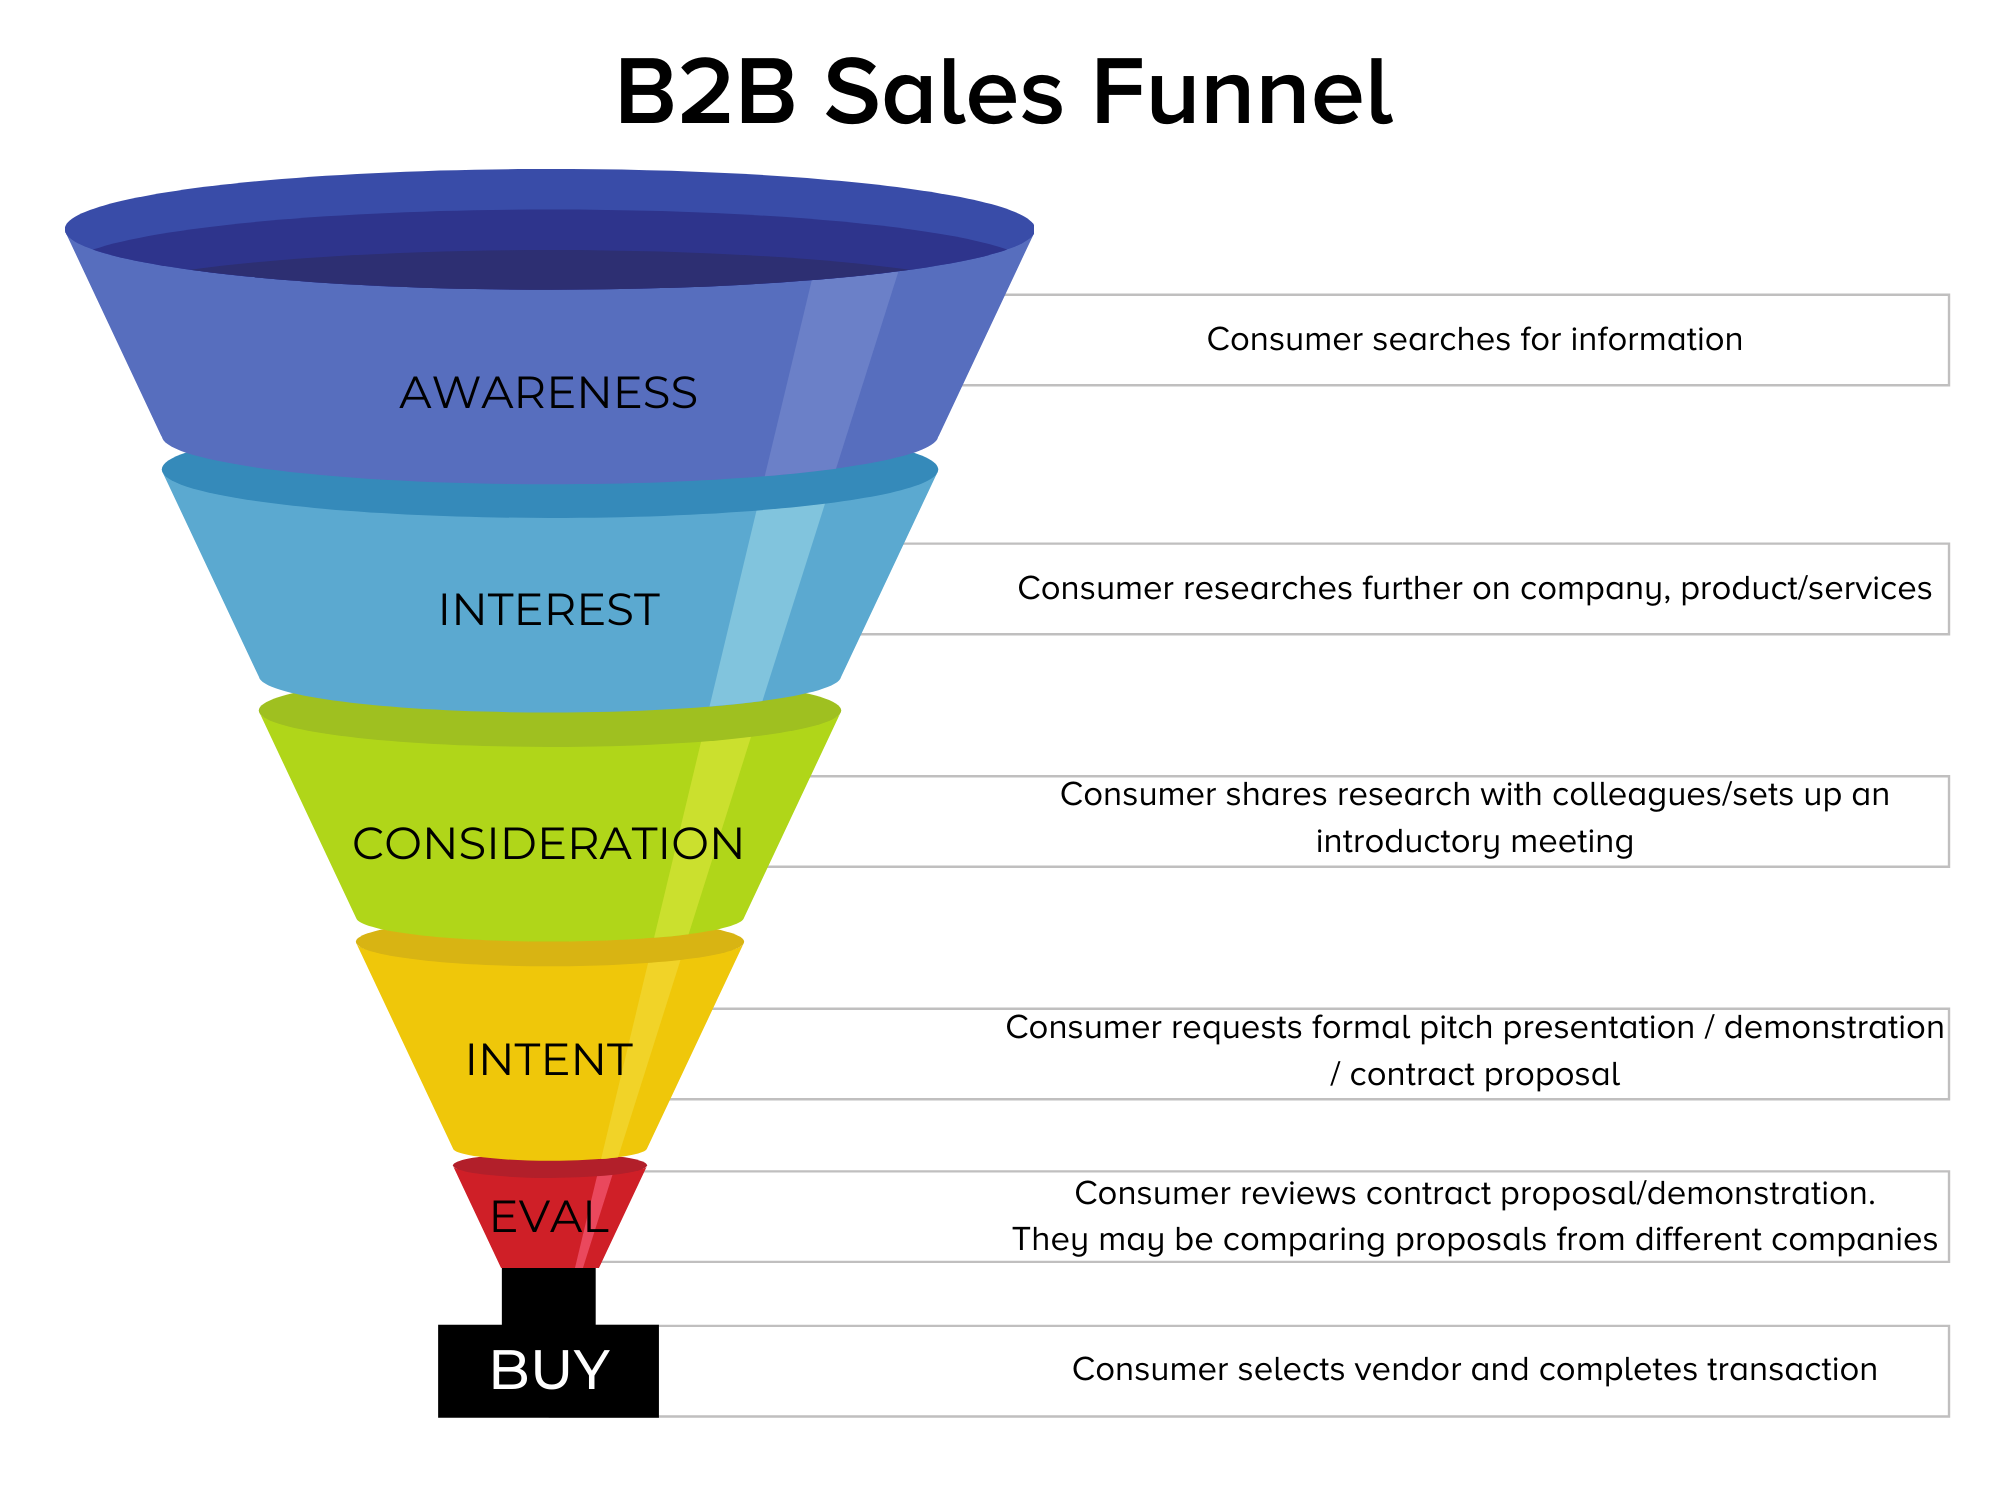 B2B Sales Funnel
AWARENESS
Consumer searches for information
INTEREST
Consumer researches further on company, product/services
CONSIDERATION
Consumer shares research with colleagues/sets up an
introductory meeting
INTENT
Consumer requests formal pitch presentation / demonstration
/ contract proposal
EVAL
Consumer reviews contract proposal/demonstration.
They may be comparing proposals from different companies
BUY
Consumer selects vendor and completes transaction